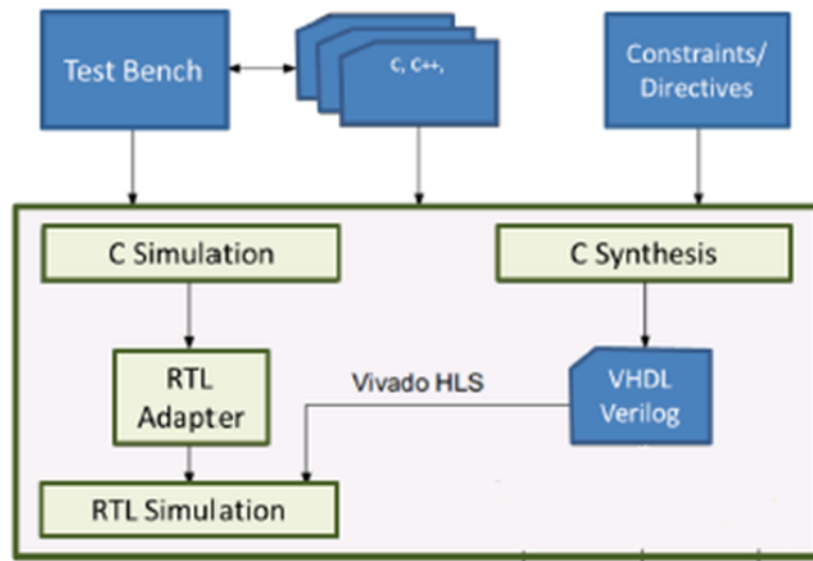 Test Bench
C, C++,
Constraints/
Directives
C Simulation
C Synthesis
RTL
Adapter
Vivado HLS
VHDL
Verilog
RTL Simulation